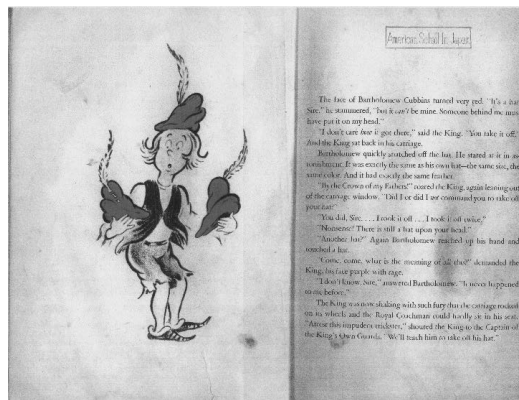 American School In Japan
The face of Bartholomew Cubbins turned very red. "It's a hat,
Sire," he stammered, "but it can't be mine. Someone behind me must
have put it on my head."
"I don't care how it got there," said the King. "You take it off."
And the King sat back in his carriage.
Bartholomew quickly snatched off the hat. He stared at it in as-
tonishment. It was exactly the same as his own hat—the same size, the
same color. And it had exactly the same feather.
"By the Crown of my Fathers!" roared the King, again leaning out
of the carriage window. "Did I or did I not command you to take off
your hat?"
"You did, Sire. . . . I took it off . . . I took it off twice."
"Nonsense! There is still a hat upon your head."
"Another hat?" Again Bartholomew reached up his hand and
touched a hat.
"Come, come, what is the meaning of all this?" demanded the
King, his face purple with rage.
"I don't know, Sire," answered Bartholomew. "It never happened
to me before."
The King was now shaking with such fury that the carriage rocked
on its wheels and the Royal Coachman could hardly sit in his seat.
"Arrest this impudent trickster," shouted the King to the Captain of
the King's Own Guards. "We'll teach him to take off his hat."